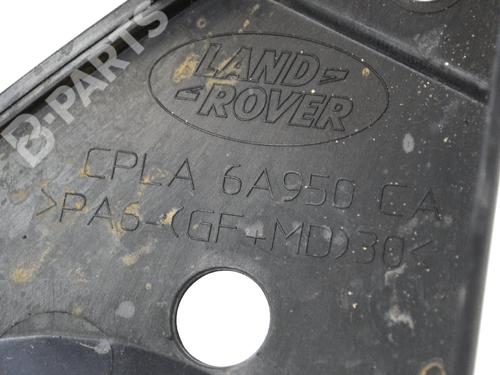 LAND-
-ROVER
CPLA 6A950 CA
>PA6-(GF+MD)30<
B-PARTS